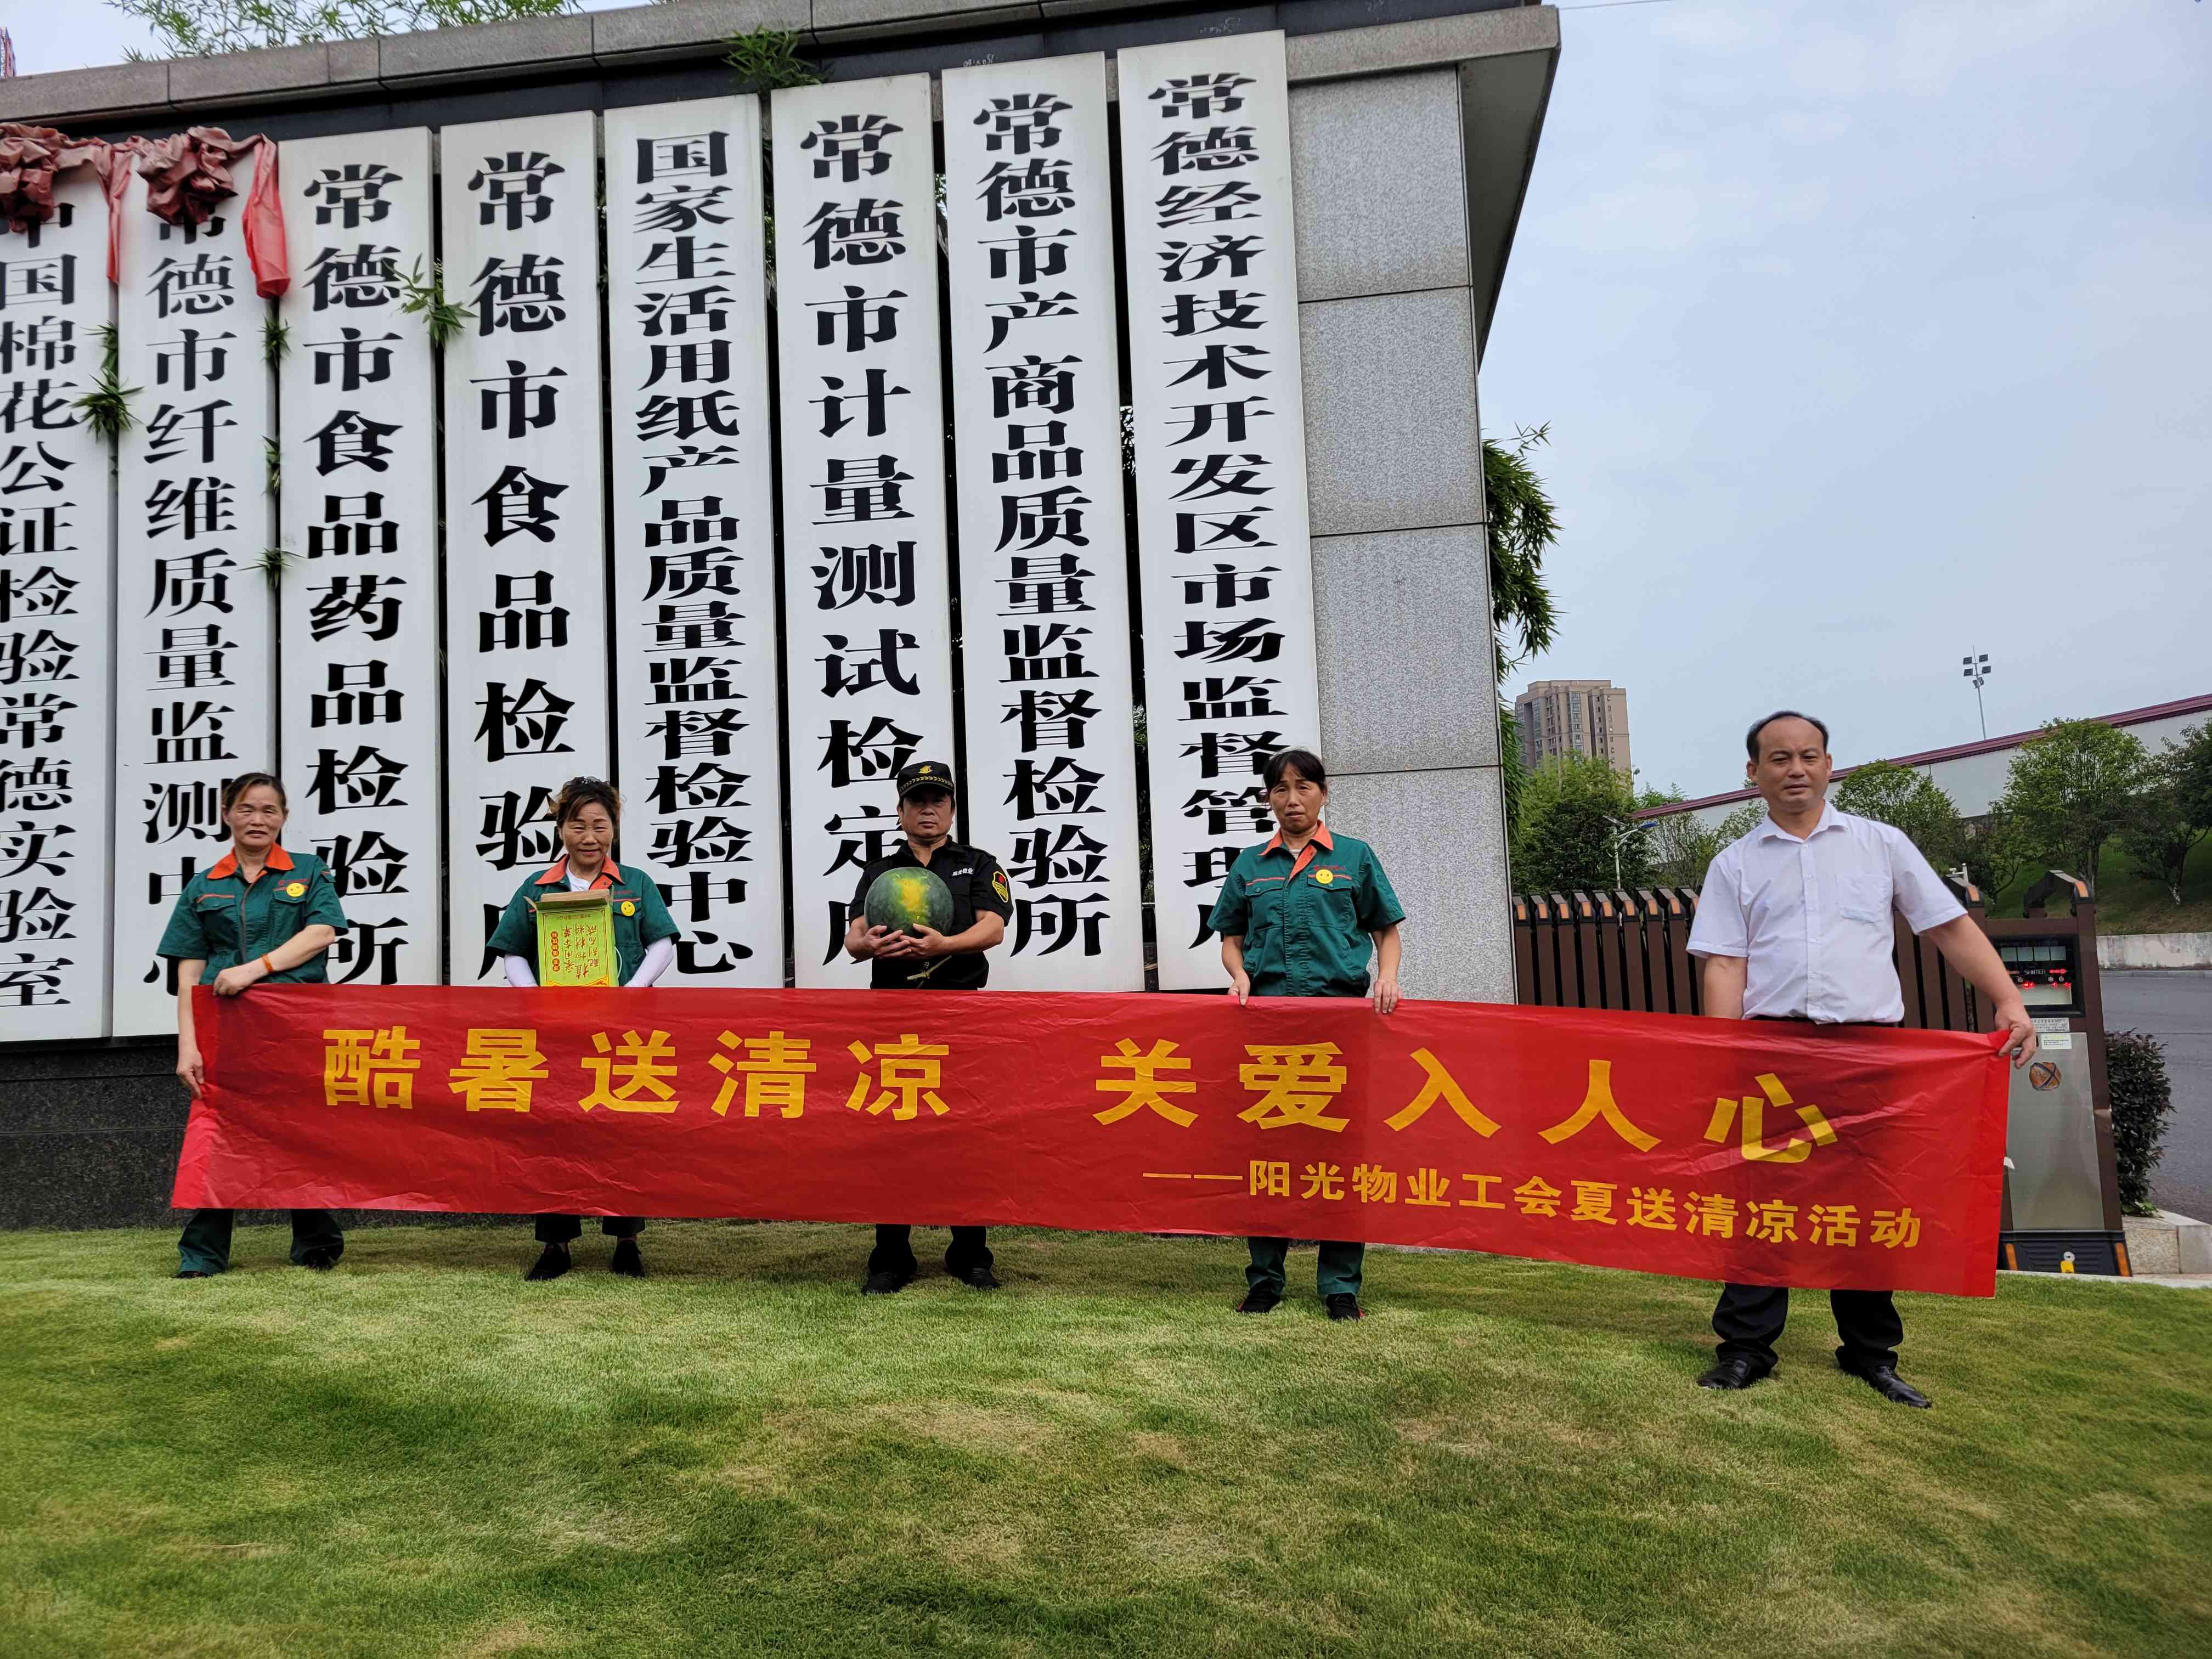 中国棉花公证检验常德实验室
常德市纤维质量监测中心
常德市食品药品检验所
常德市食品检验所
国家生活用纸产品质量监督检验中心
常德市计量测试检定所
常德市产商品质量监督检验所
常德经济技术开发区市场监督管理局
阳光物业
酷暑送清凉 关爱入人心
——阳光物业工会夏送清凉活动